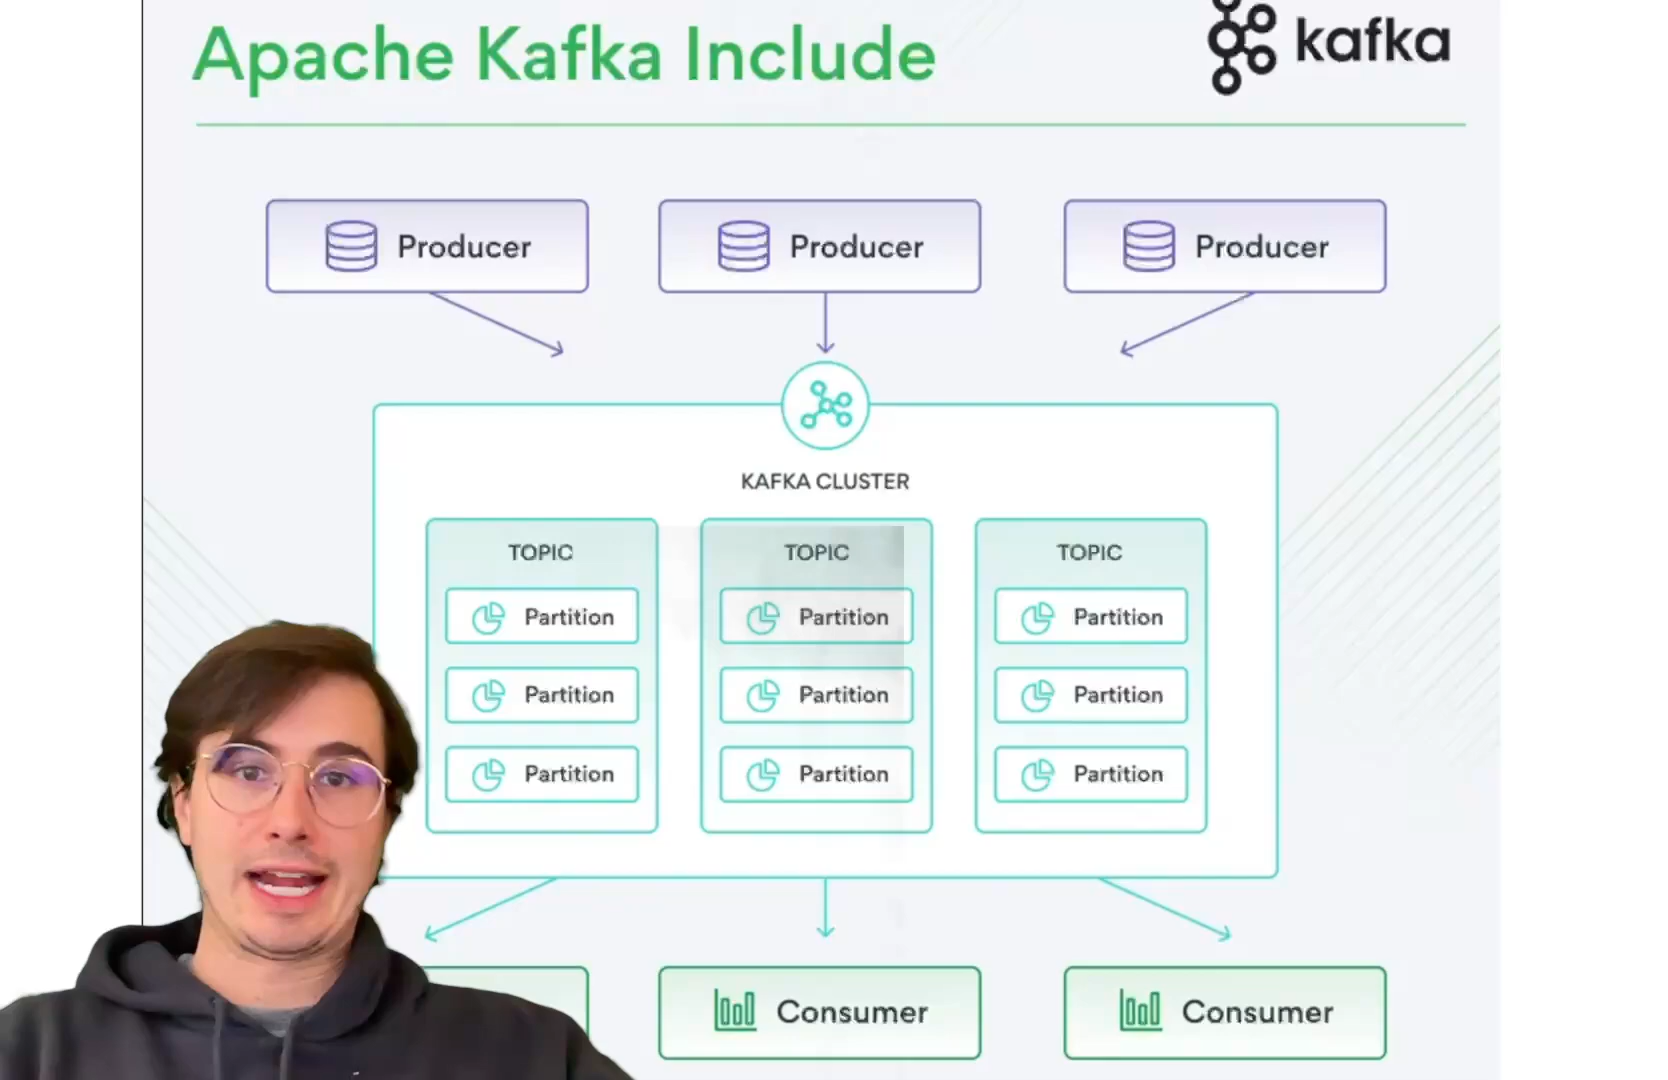 Apache Kafka Include
kafka
Producer
Producer
Producer
KAFKA CLUSTER
TOPIC
TOPIC
TOPIC
Partition
Partition
Partition
Partition
Partition
Partition
Partition
Partition
Partition
Consumer
Consumer